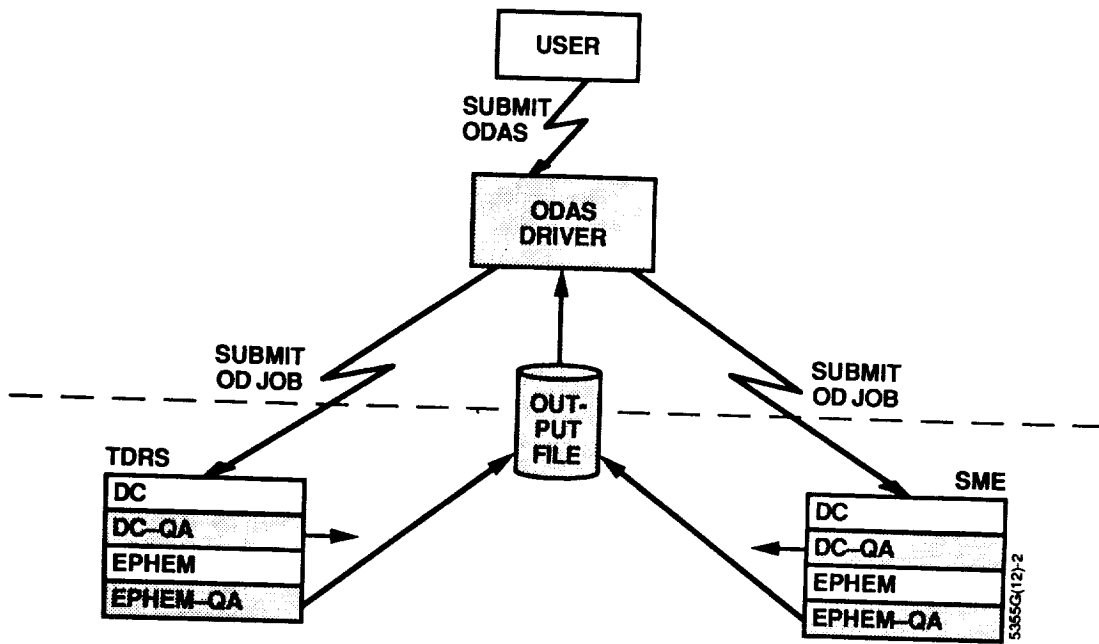 USER
SUBMIT
ODAS
ODAS
DRIVER
SUBMIT
OD JOB
SUBMIT
OD JOB
OUT-
PUT
FILE
TDRS
DC
DC–QA
EPHEM
EPHEM–QA
SME
DC
DC–QA
EPHEM
EPHEM–QA
5355G(12)-2